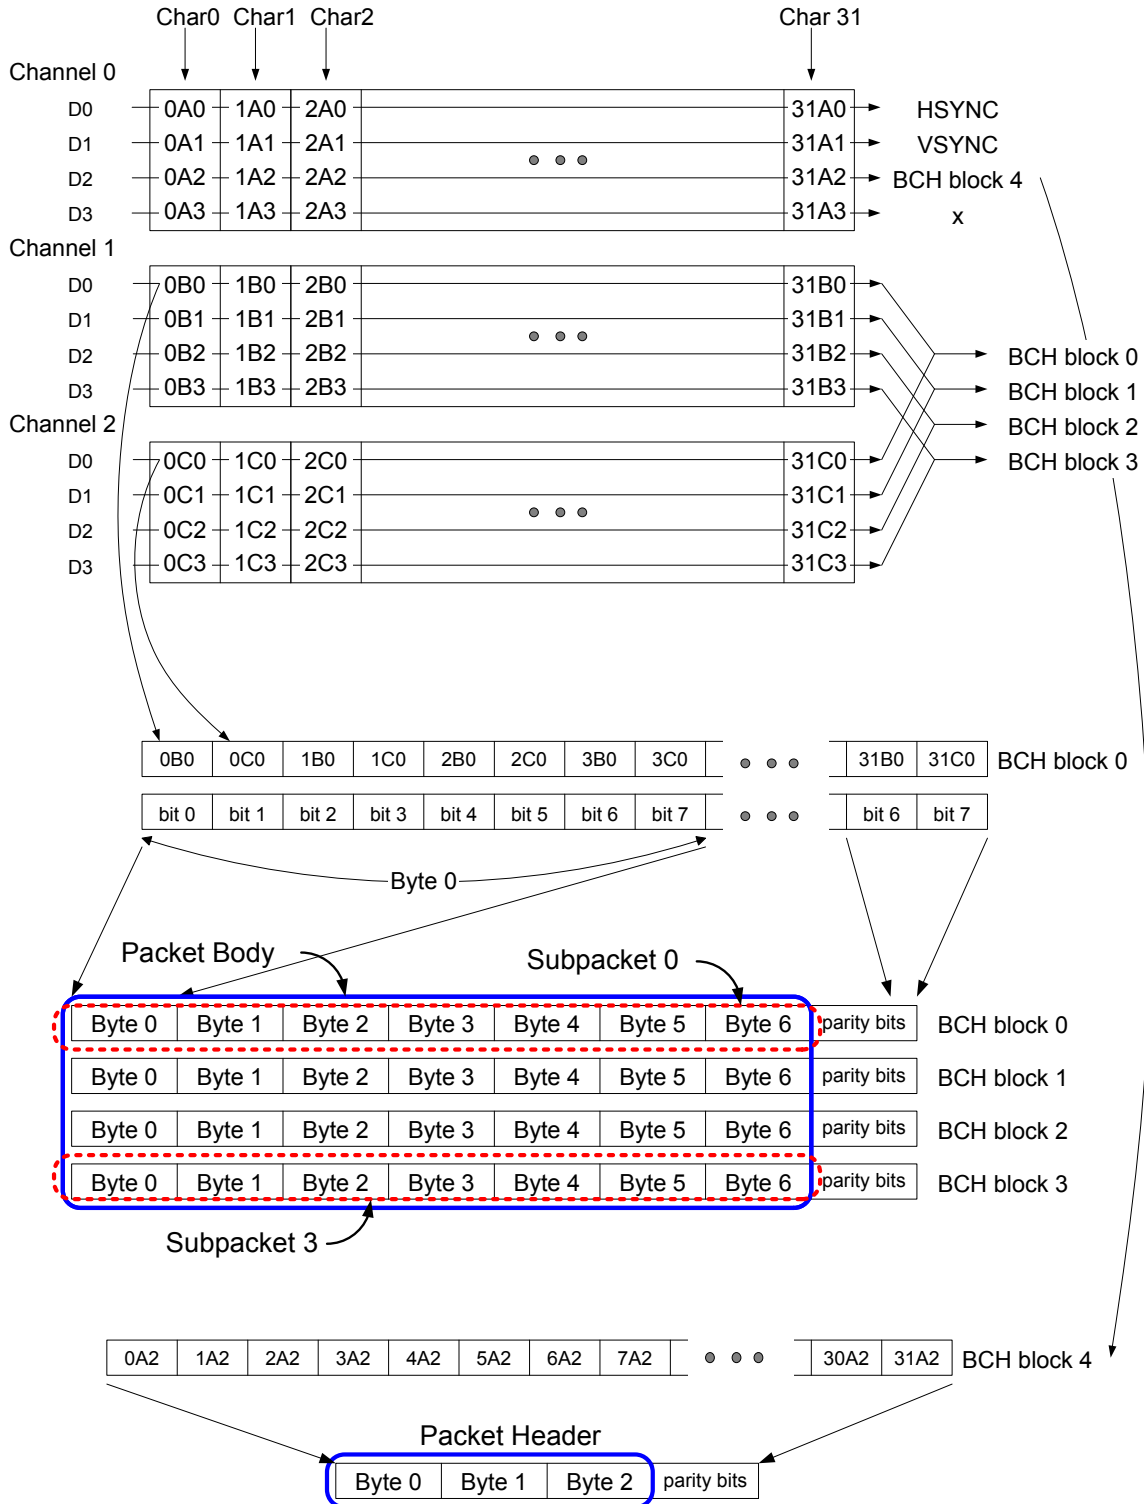 Char0 Char1 Char2 Char 31
Channel 0
D0 0A0 1A0 2A0 31A0 HSYNC
D1 0A1 1A1 2A1 31A1 VSYNC
D2 0A2 1A2 2A2 31A2 BCH block 4
D3 0A3 1A3 2A3 31A3 x
Channel 1
D0 0B0 1B0 2B0 31B0
D1 0B1 1B1 2B1 31B1
D2 0B2 1B2 2B2 31B2 BCH block 0
D3 0B3 1B3 2B3 31B3 BCH block 1
Channel 2 BCH block 2
D0 0C0 1C0 2C0 31C0 BCH block 3
D1 0C1 1C1 2C1 31C1
D2 0C2 1C2 2C2 31C2
D3 0C3 1C3 2C3 31C3
0B0 0C0 1B0 1C0 2B0 2C0 3B0 3C0 31B0 31C0 BCH block 0
bit 0 bit 1 bit 2 bit 3 bit 4 bit 5 bit 6 bit 7 bit 6 bit 7
Byte 0
Packet Body Subpacket 0
Byte 0 Byte 1 Byte 2 Byte 3 Byte 4 Byte 5 Byte 6 parity bits BCH block 0
Byte 0 Byte 1 Byte 2 Byte 3 Byte 4 Byte 5 Byte 6 parity bits BCH block 1
Byte 0 Byte 1 Byte 2 Byte 3 Byte 4 Byte 5 Byte 6 parity bits BCH block 2
Byte 0 Byte 1 Byte 2 Byte 3 Byte 4 Byte 5 Byte 6 parity bits BCH block 3
Subpacket 3
0A2 1A2 2A2 3A2 4A2 5A2 6A2 7A2 30A2 31A2 BCH block 4
Packet Header
Byte 0 Byte 1 Byte 2 parity bits